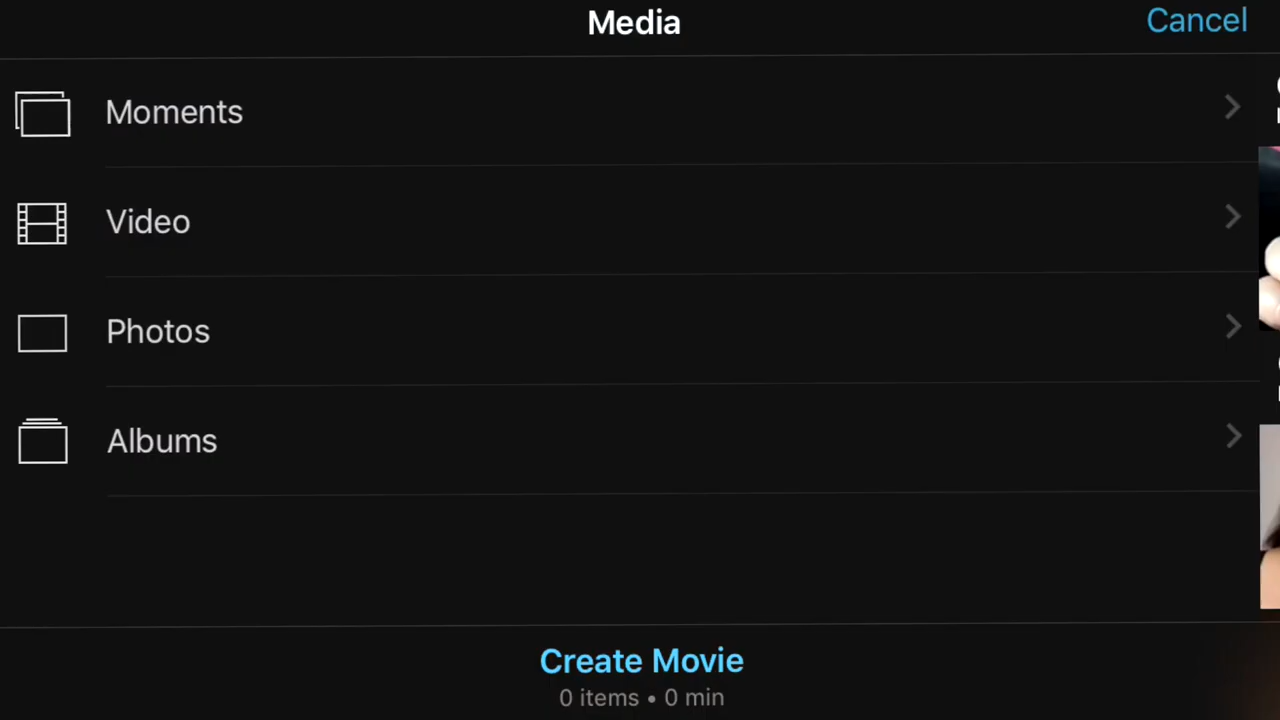 Media
Cancel
Moments
Video
Photos
Albums
Create Movie
0 items • 0 min